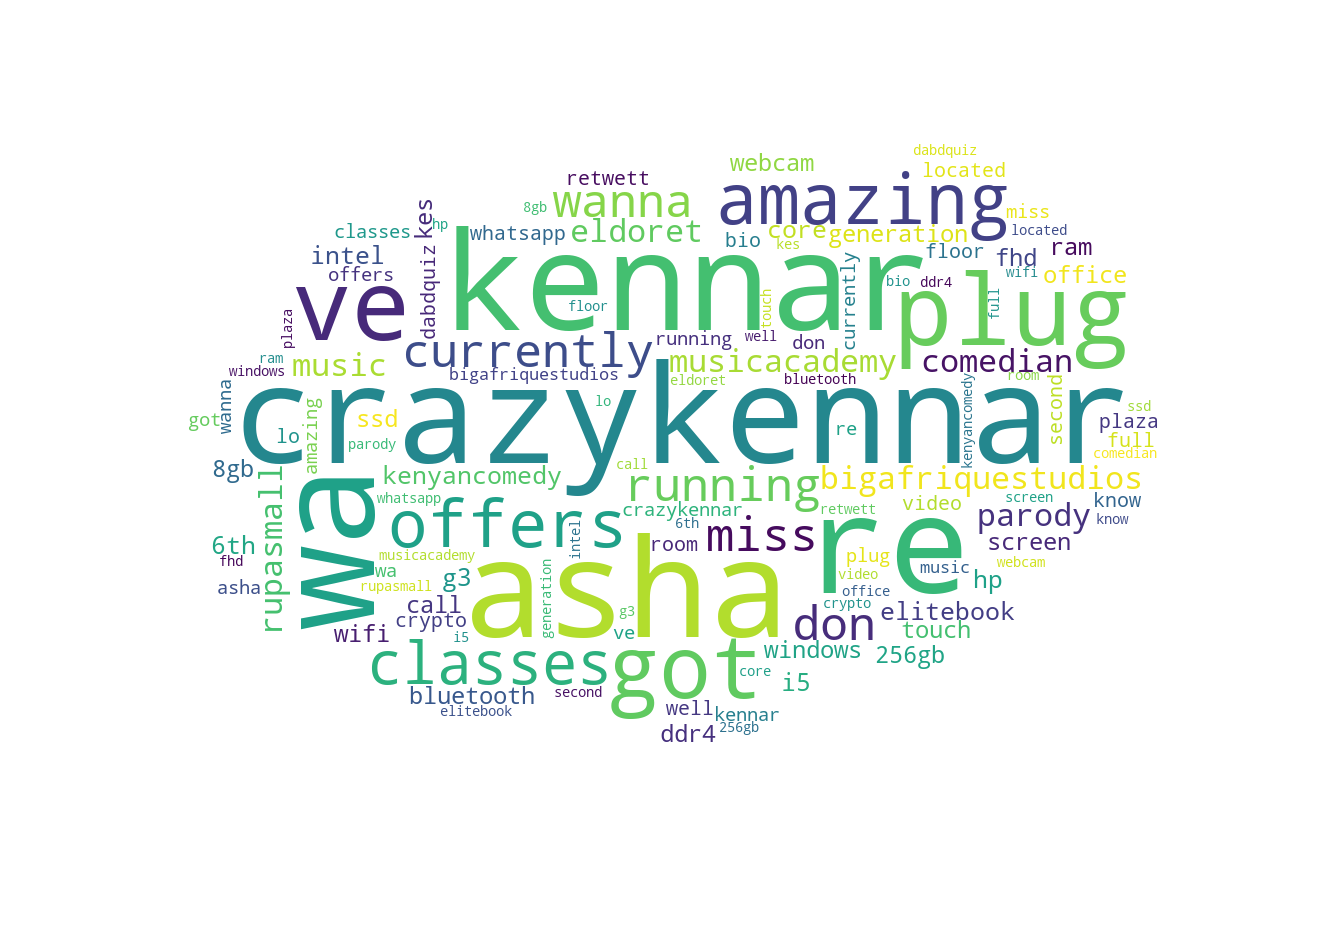 dabdquiz
webcam
located
retwett
amazing
8gb
wanna
miss
kes
classes
hp
whatsapp
eldoret
bio
core
kes
generation
located
intel
offers
dabdquiz
kennar
currently
floor
fhd
ram
office
wifi
bio
ddr4
full
ve
floor
touch
plug
plaza
currently
running
well
don
ram
windows
music
bigafriquestudios
musicacademy
comedian
eldoret
bluetooth
room
wanna
got
crazykennar
lo
ssd
lo
amazing
parody
re
kenyancomedy
second
ssd
plaza
full
comedian
8gb
rupasmall
wa
kenyancomedy
call
running
bigafriquestudios
whatsapp
offers
crazykennar
retwett
video
screen
know
6th
parody
know
6th
intel
room
miss
re
screen
fhd
musicacademy
plug
webcam
asha
rupasmall
wa
g3
generation
asha
video
music
hp
office
call
crypto
g3
crypto
elitebook
wifi
i5
ve
don
touch
classes
got
windows
256gb
core
i5
bluetooth
second
elitebook
well
kennar
ddr4
256gb